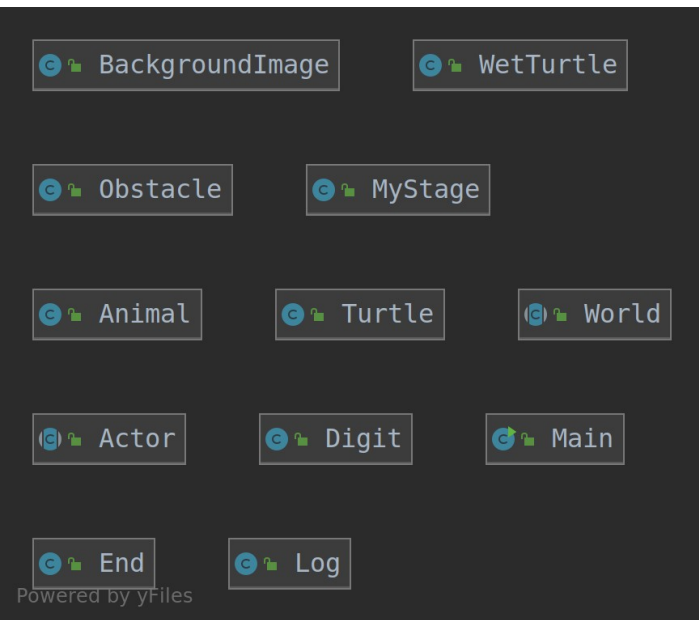 BackgroundImage WetTurtle
Obstacle MyStage
Animal Turtle World
Actor Digit Main
End Log
Powered by yFiles